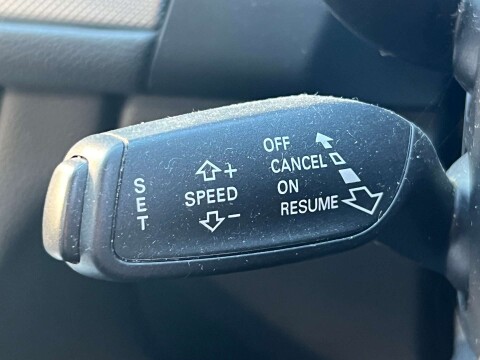 SET
+
SPEED
−
OFF
CANCEL
ON
RESUME